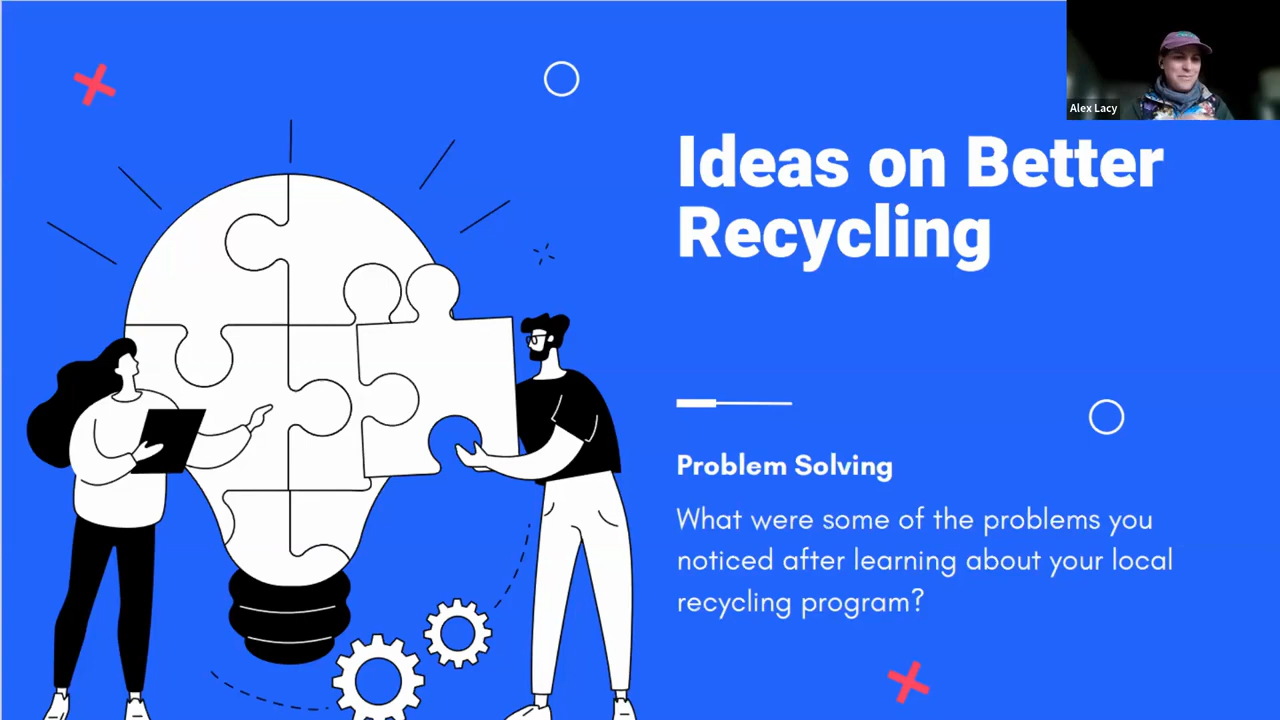 Alex Lacy
Ideas on Better
Recycling
Problem Solving
What were some of the problems you
noticed after learning about your local
recycling program?